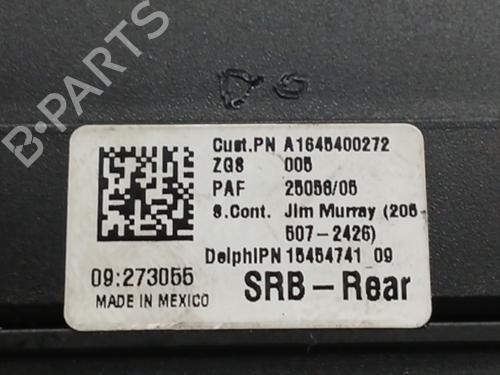 B-PARTS
Cust.PN A1645400272
ZGS 005
PAF 25056/05
S.Cont. Jim Murray (205-
507-2426)
DelphiPN 15454741 09
09:273055
MADE IN MEXICO
SRB-Rear